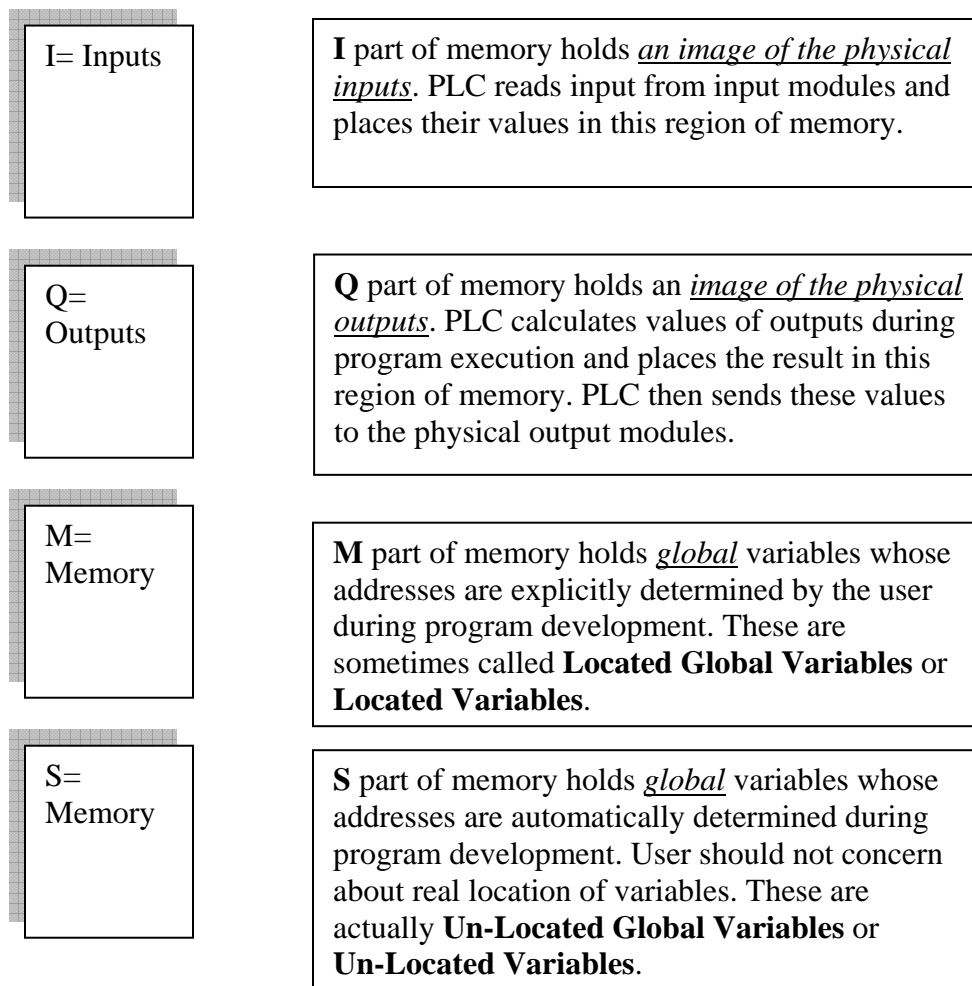 I= Inputs
I part of memory holds an image of the physical
inputs. PLC reads input from input modules and
places their values in this region of memory.
Q=
Outputs
Q part of memory holds an image of the physical
outputs. PLC calculates values of outputs during
program execution and places the result in this
region of memory. PLC then sends these values
to the physical output modules.
M=
Memory
M part of memory holds global variables whose
addresses are explicitly determined by the user
during program development. These are
sometimes called Located Global Variables or
Located Variables.
S=
Memory
S part of memory holds global variables whose
addresses are automatically determined during
program development. User should not concern
about real location of variables. These are
actually Un-Located Global Variables or
Un-Located Variables.